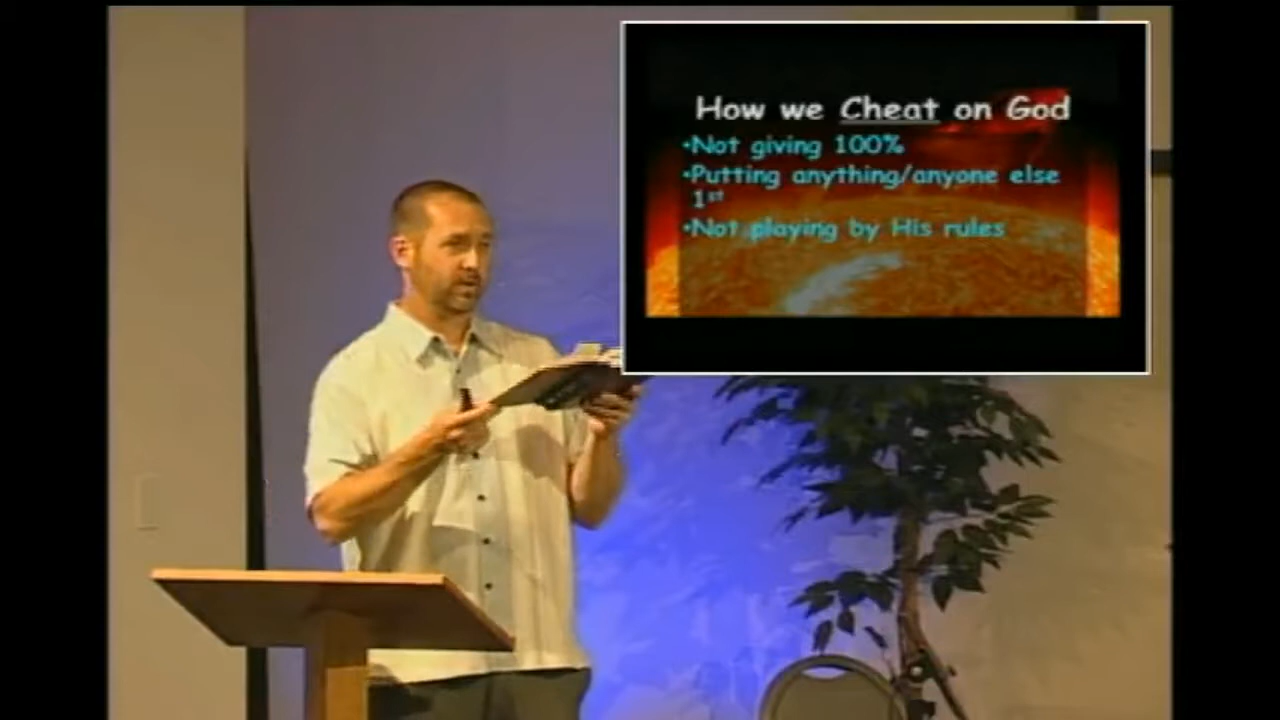 How we Cheat on God
•Not giving 100%
•Putting anything/anyone else
1st
•Not playing by His rules